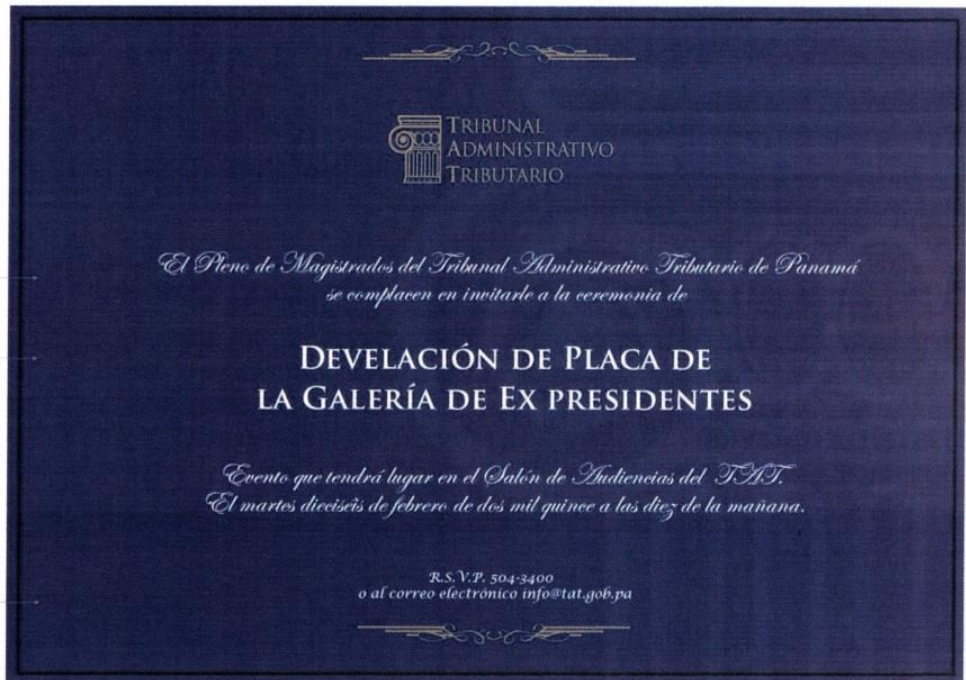 TRIBUNAL
ADMINISTRATIVO
TRIBUTARIO
El Pleno de Magistrados del Tribunal Administrativo Tributario de Panamá
se complacen en invitarle a la ceremonia de
DEVELACIÓN DE PLACA DE
LA GALERÍA DE EX PRESIDENTES
Evento que tendrá lugar en el Salón de Audiencias del T.A.T.
El martes dieciséis de febrero de dos mil quince a las diez de la mañana.
R.S.V.P. 504-3400
o al correo electrónico info@tat.gob.pa